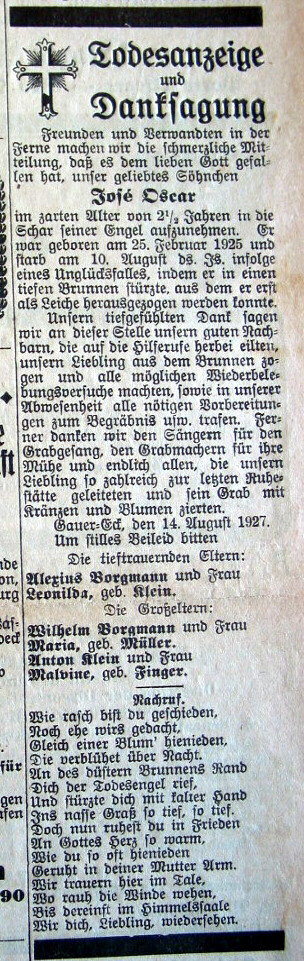 Todesanzeige
und
Danksagung
Freunden und Verwandten in der
Ferne machen wir die schmerzliche Mit-
teilung, daß es dem lieben Gott gefal-
len hat, unser geliebtes Söhnchen
José Oscar
im zarten Alter von 2½ Jahren in die
Schar seiner Engel aufzunehmen. Er
war geboren am 25. Februar 1925 und
starb am 10. August ds. Js. infolge
eines Unglücksfalles, indem er in einen
tiefen Brunnen stürzte, aus dem er erst
als Leiche herausgezogen werden konnte.
Unsern tiefgefühlten Dank sagen
wir an dieser Stelle unsern guten Nach-
barn, die auf die Hilferufe herbei eilten,
unsern Liebling aus dem Brunnen zo-
gen und alle möglichen Wiederbele-
bungsversuche machten, sowie in unserer
Abwesenheit alle nötigen Vorbereitun-
gen zum Begräbnis usw. trafen. Fer-
ner danken wir den Sängern für den
Grabgesang, den Grabmachern für ihre
Mühe und endlich allen, die unsern
Liebling so zahlreich zur letzten Ruhe-
stätte geleiteten und sein Grab mit
Kränzen und Blumen zierten.
Gauer-Eck, den 14. August 1927.
Um stilles Beileid bitten
Die tieftrauernden Eltern:
Alexius Borgmann und Frau
Leonilda, geb. Klein.
Die Großeltern:
Wilhelm Borgmann und Frau
Maria, geb. Müller.
Anton Klein und Frau
Malvine, geb. Finger.
Nachruf.
Wie rasch bist du geschieden,
Noch ehe wirs gedacht,
Gleich einer Blum' hienieden,
Die verblühet über Nacht.
An des düstern Brunnens Rand
Dich der Todesengel rief,
Und stürzte dich mit kalter Hand
Ins nasse Graß so tief, so tief.
Doch nun ruhest du in Frieden
An Gottes Herz so warm,
Wie du so oft hienieden
Geruht in deiner Mutter Arm.
Wir trauern hier im Tale,
Wo rauh die Winde wehen,
Bis dereinst im Himmelssaale
Wir dich, Liebling, wiedersehen.
90